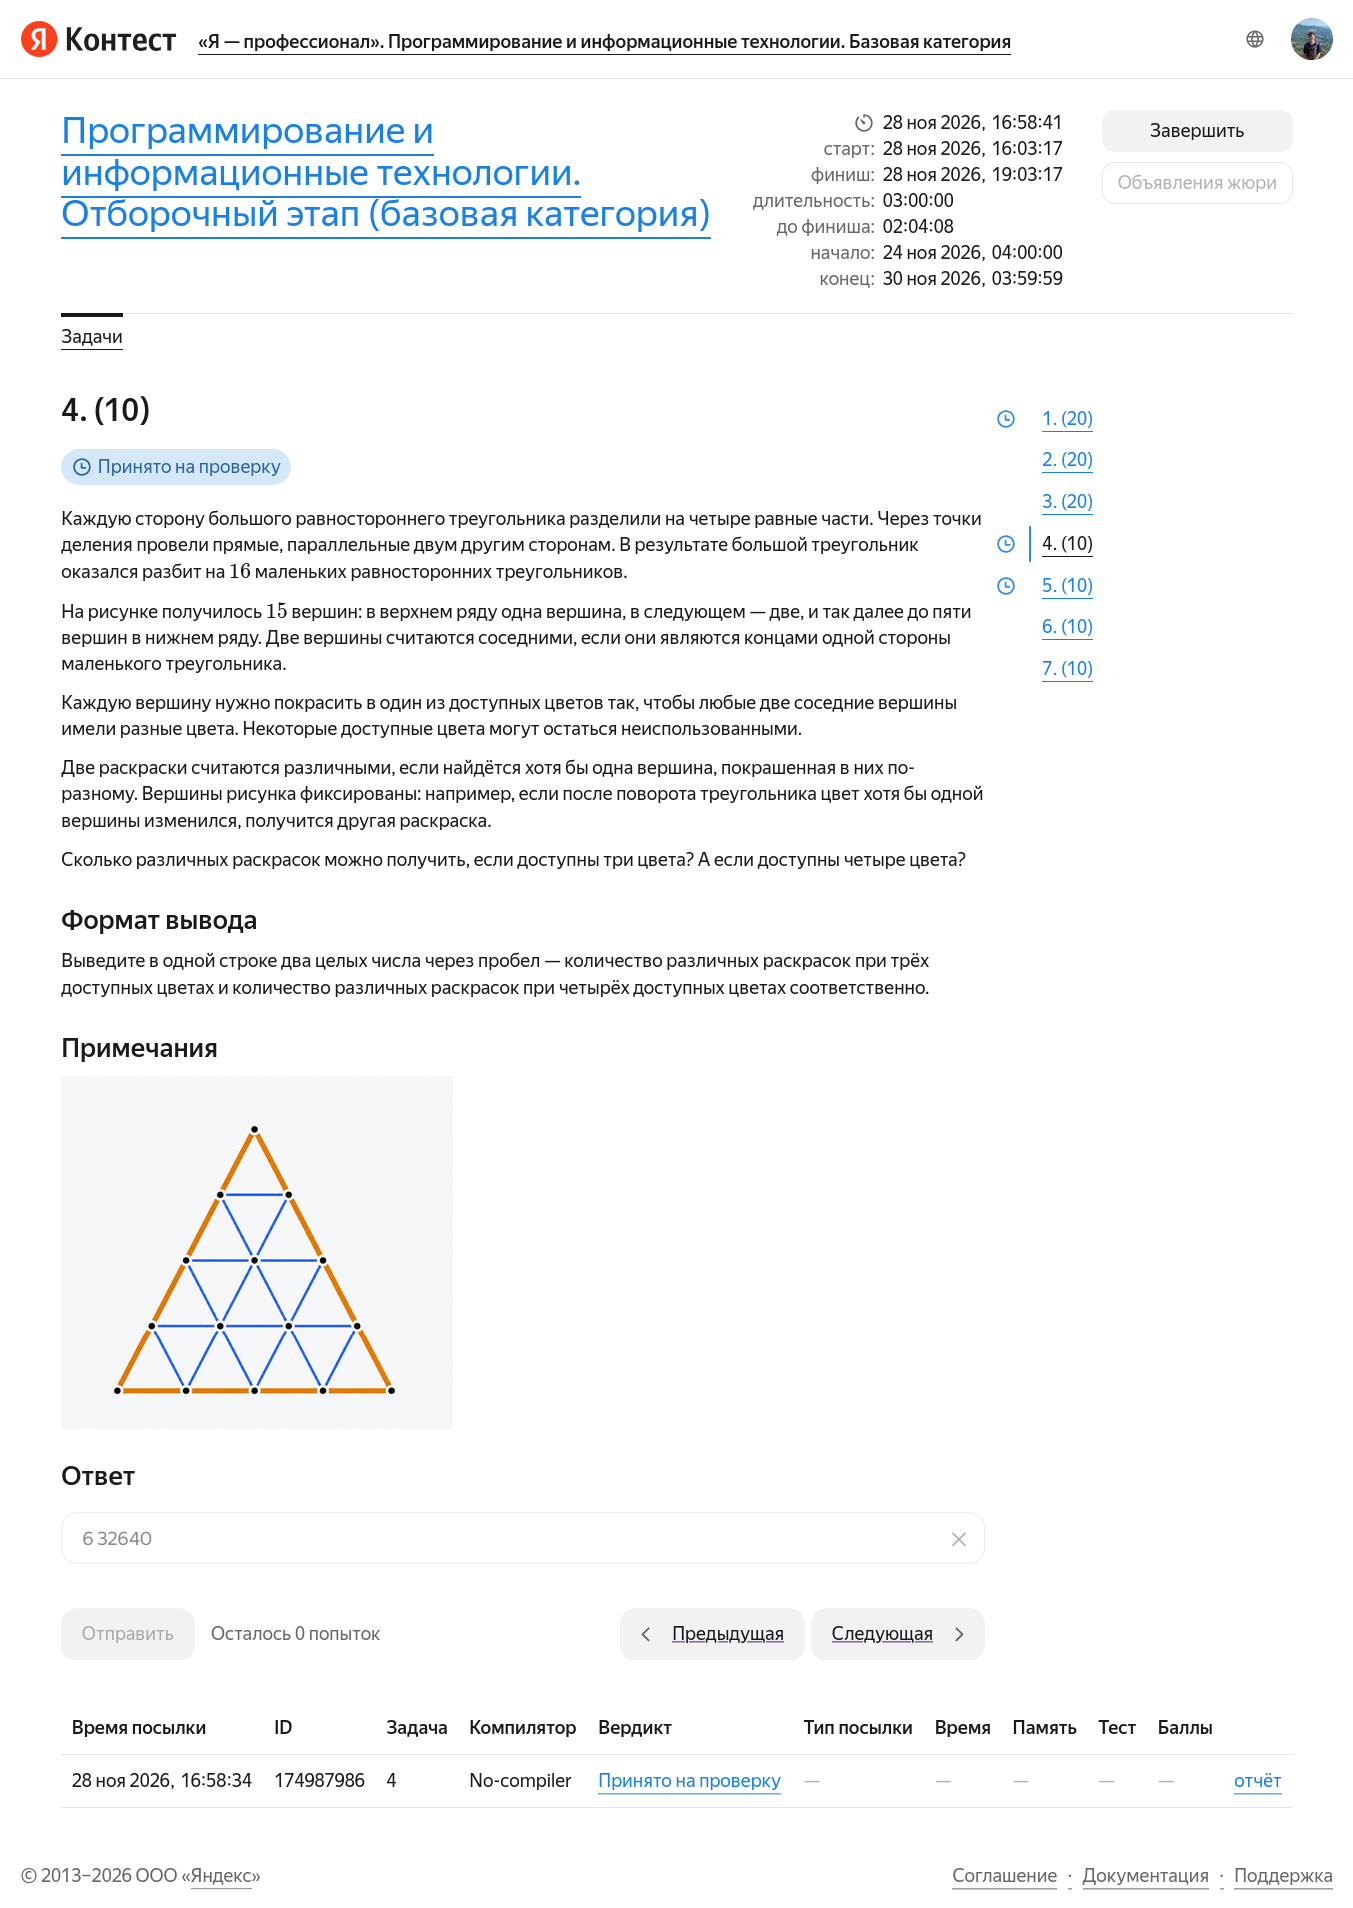 Я Контест «Я — профессионал». Программирование и информационные технологии. Базовая категория
Программирование и
информационные технологии.
Отборочный этап (базовая категория)
28 ноя 2026, 16:58:41
старт: 28 ноя 2026, 16:03:17
финиш: 28 ноя 2026, 19:03:17
длительность: 03:00:00
до финиша: 02:04:08
начало: 24 ноя 2026, 04:00:00
конец: 30 ноя 2026, 03:59:59
Завершить
Объявления жюри
Задачи
4. (10)
Принято на проверку
Каждую сторону большого равностороннего треугольника разделили на четыре равные части. Через точки
деления провели прямые, параллельные двум другим сторонам. В результате большой треугольник
оказался разбит на 16 маленьких равносторонних треугольников.
На рисунке получилось 15 вершин: в верхнем ряду одна вершина, в следующем — две, и так далее до пяти
вершин в нижнем ряду. Две вершины считаются соседними, если они являются концами одной стороны
маленького треугольника.
Каждую вершину нужно покрасить в один из доступных цветов так, чтобы любые две соседние вершины
имели разные цвета. Некоторые доступные цвета могут остаться неиспользованными.
Две раскраски считаются различными, если найдётся хотя бы одна вершина, покрашенная в них по-
разному. Вершины рисунка фиксированы: например, если после поворота треугольника цвет хотя бы одной
вершины изменился, получится другая раскраска.
Сколько различных раскрасок можно получить, если доступны три цвета? А если доступны четыре цвета?
1. (20)
2. (20)
3. (20)
4. (10)
5. (10)
6. (10)
7. (10)
Формат вывода
Выведите в одной строке два целых числа через пробел — количество различных раскрасок при трёх
доступных цветах и количество различных раскрасок при четырёх доступных цветах соответственно.
Примечания
Ответ
6 32640
Отправить Осталось 0 попыток Предыдущая Следующая
Время посылки ID Задача Компилятор Вердикт Тип посылки Время Память Тест Баллы
28 ноя 2026, 16:58:34 174987986 4 No-compiler Принято на проверку — — — — — отчёт
© 2013–2026 ООО «Яндекс» Соглашение · Документация · Поддержка